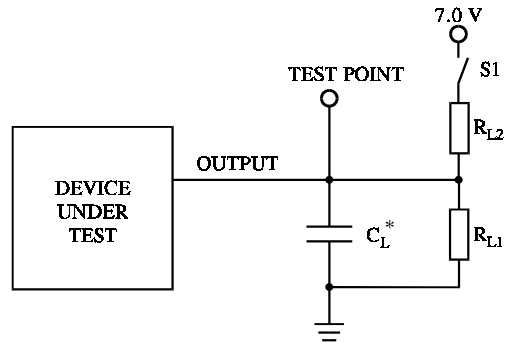 7.0 V
S1
TEST POINT
RL2
OUTPUT
DEVICE
UNDER
TEST
CL*
RL1